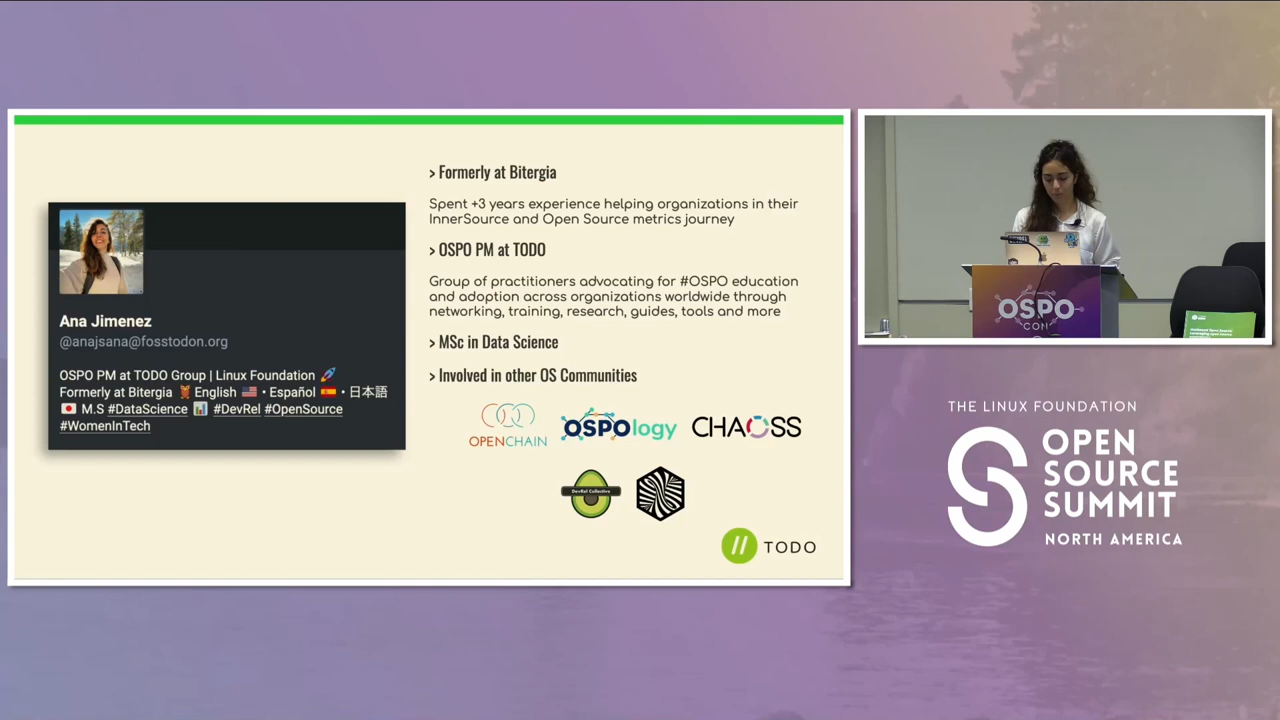 > Formerly at Bitergia
Spent +3 years experience helping organizations in their
InnerSource and Open Source metrics journey
> OSPO PM at TODO
Group of practitioners advocating for #OSPO education
and adoption across organizations worldwide through
networking, training, research, guides, tools and more
> MSc in Data Science
> Involved in other OS Communities
OPENCHAIN
OSPOlogy
CHAOSS
DevRel Collective
// TODO
Ana Jimenez
@anajsana@fosstodon.org
OSPO PM at TODO Group | Linux Foundation 🚀
Formerly at Bitergia 🦉 English 🇺🇸 • Español 🇪🇸 • 日本語
🇯🇵 M.S #DataScience 📊 #DevRel #OpenSource
#WomenInTech
OSPO
CON
THE LINUX FOUNDATION
OPEN
SOURCE
SUMMIT
NORTH AMERICA